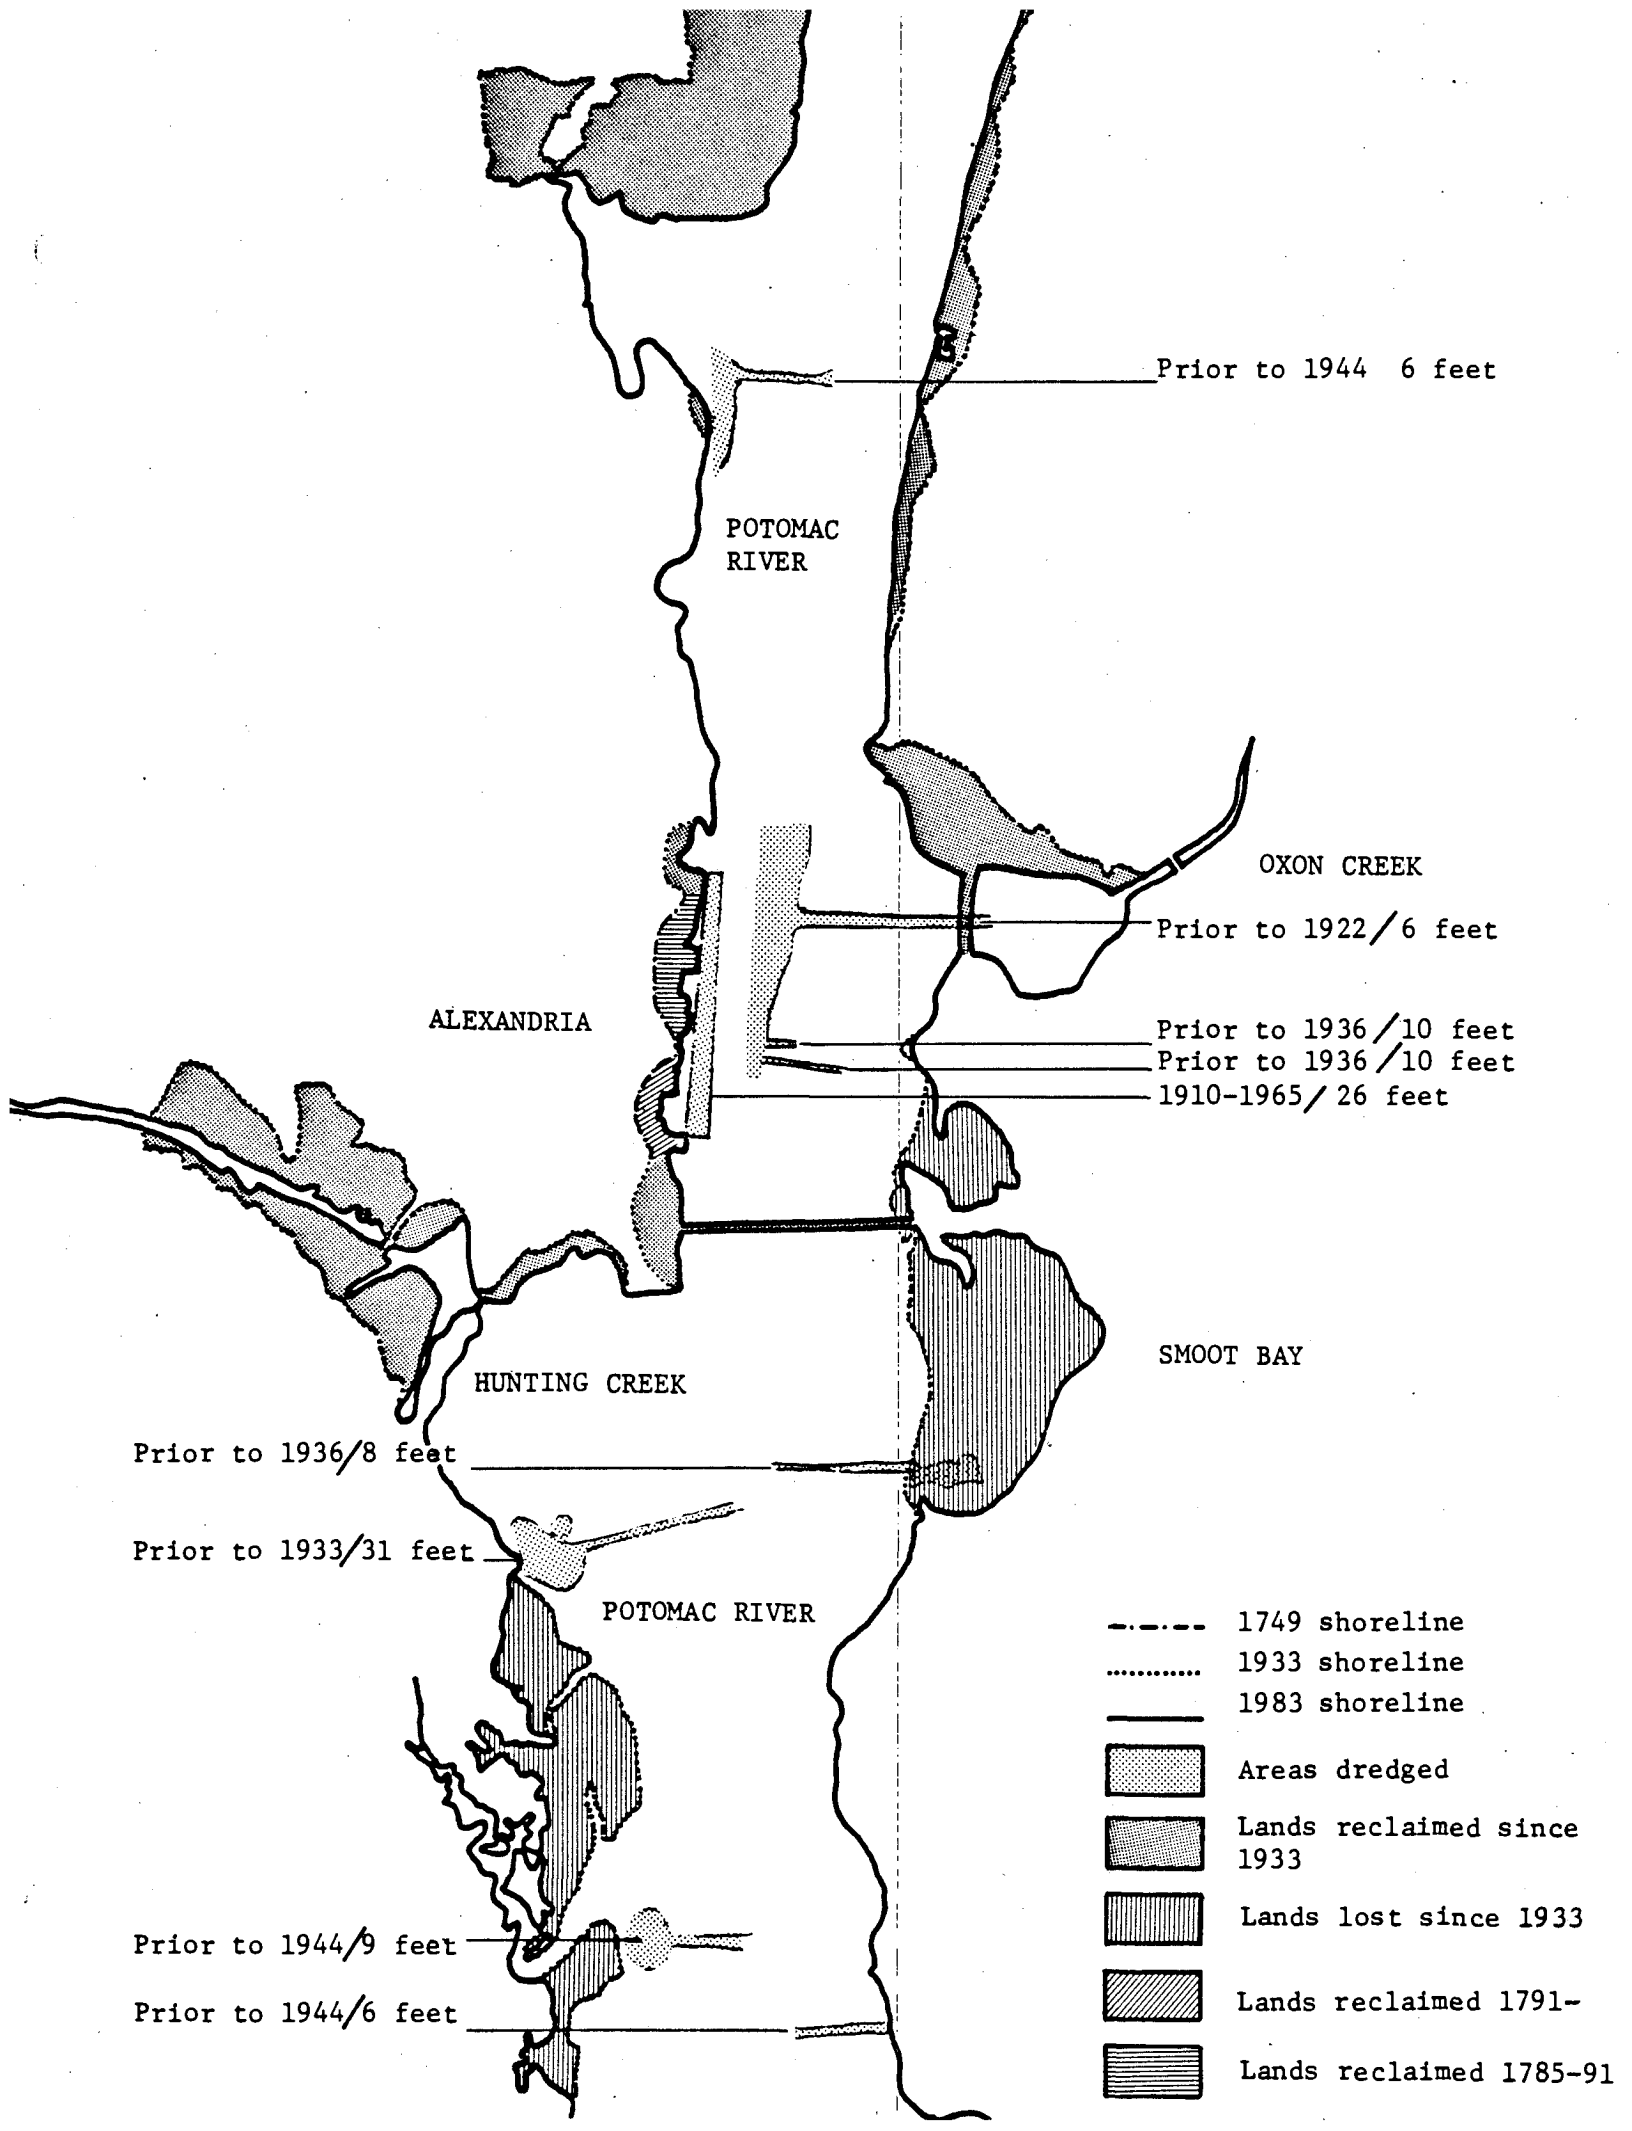 Prior to 1944 6 feet
POTOMAC
RIVER
OXON CREEK
Prior to 1922/6 feet
ALEXANDRIA
Prior to 1936/10 feet
Prior to 1936/10 feet
1910-1965/26 feet
SMOOT BAY
HUNTING CREEK
Prior to 1936/8 feet
Prior to 1933/31 feet
POTOMAC RIVER
1749 shoreline
1933 shoreline
1983 shoreline
Areas dredged
Lands reclaimed since
1933
Lands lost since 1933
Prior to 1944/9 feet
Lands reclaimed 1791-
Prior to 1944/6 feet
Lands reclaimed 1785-91